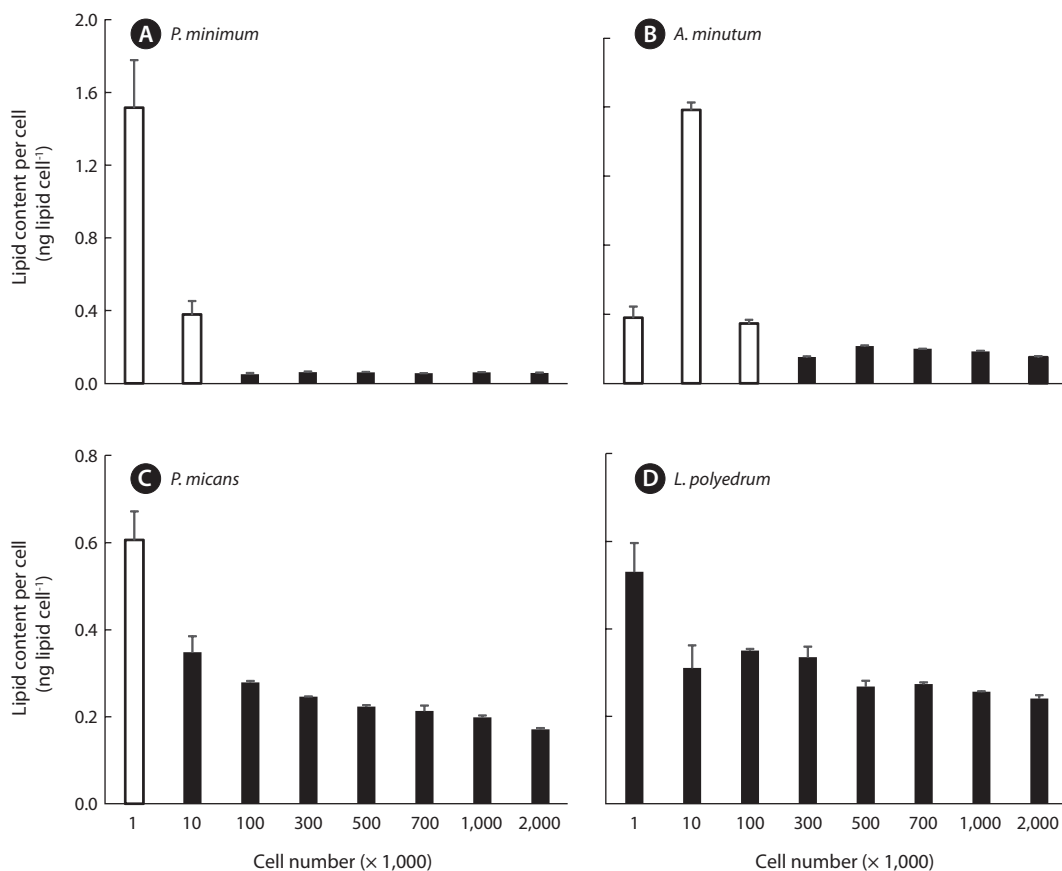 A P. minimum
B A. minutum
2.0
1.6
1.2
0.8
0.4
0.0
Lipid content per cell
(ng lipid cell⁻¹)
C P. micans
D L. polyedrum
0.8
0.6
0.4
0.2
0.0
Lipid content per cell
(ng lipid cell⁻¹)
1 10 100 300 500 700 1,000 2,000
1 10 100 300 500 700 1,000 2,000
Cell number (× 1,000)
Cell number (× 1,000)